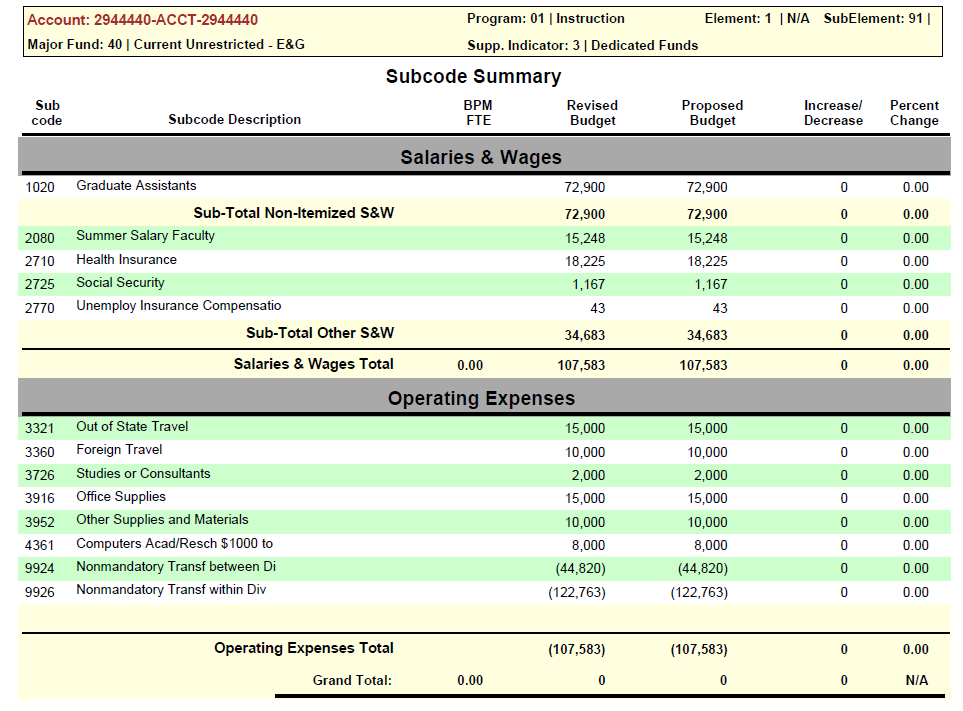 Account: 2944440-ACCT-2944440 Program: 01 | Instruction Element: 1 | N/A SubElement: 91 |
Major Fund: 40 | Current Unrestricted - E&G Supp. Indicator: 3 | Dedicated Funds
Subcode Summary
Sub code Subcode Description BPM FTE Revised Budget Proposed Budget Increase/ Decrease Percent Change
Salaries & Wages
1020 Graduate Assistants 72,900 72,900 0 0.00
Sub-Total Non-Itemized S&W 72,900 72,900 0 0.00
2080 Summer Salary Faculty 15,248 15,248 0 0.00
2710 Health Insurance 18,225 18,225 0 0.00
2725 Social Security 1,167 1,167 0 0.00
2770 Unemploy Insurance Compensatio 43 43 0 0.00
Sub-Total Other S&W 34,683 34,683 0 0.00
Salaries & Wages Total 0.00 107,583 107,583 0 0.00
Operating Expenses
3321 Out of State Travel 15,000 15,000 0 0.00
3360 Foreign Travel 10,000 10,000 0 0.00
3726 Studies or Consultants 2,000 2,000 0 0.00
3916 Office Supplies 15,000 15,000 0 0.00
3952 Other Supplies and Materials 10,000 10,000 0 0.00
4361 Computers Acad/Resch $1000 to 8,000 8,000 0 0.00
9924 Nonmandatory Transf between Di (44,820) (44,820) 0 0.00
9926 Nonmandatory Transf within Div (122,763) (122,763) 0 0.00
Operating Expenses Total (107,583) (107,583) 0 0.00
Grand Total: 0.00 0 0 0 N/A